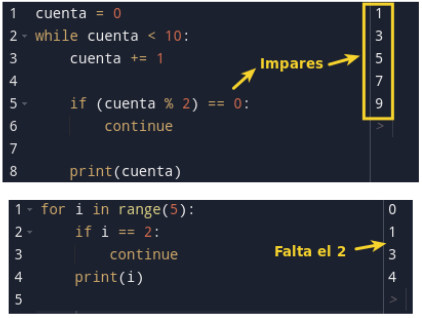 1 cuenta = 0 1
2 while cuenta < 10: 3
3 cuenta += 1 Impares 5
4 7
5 if (cuenta % 2) == 0: 9
6 continue >
7
8 print(cuenta)
1 for i in range(5): 0
2 if i == 2: 1
3 continue Falta el 2 3
4 print(i) 4
5 >